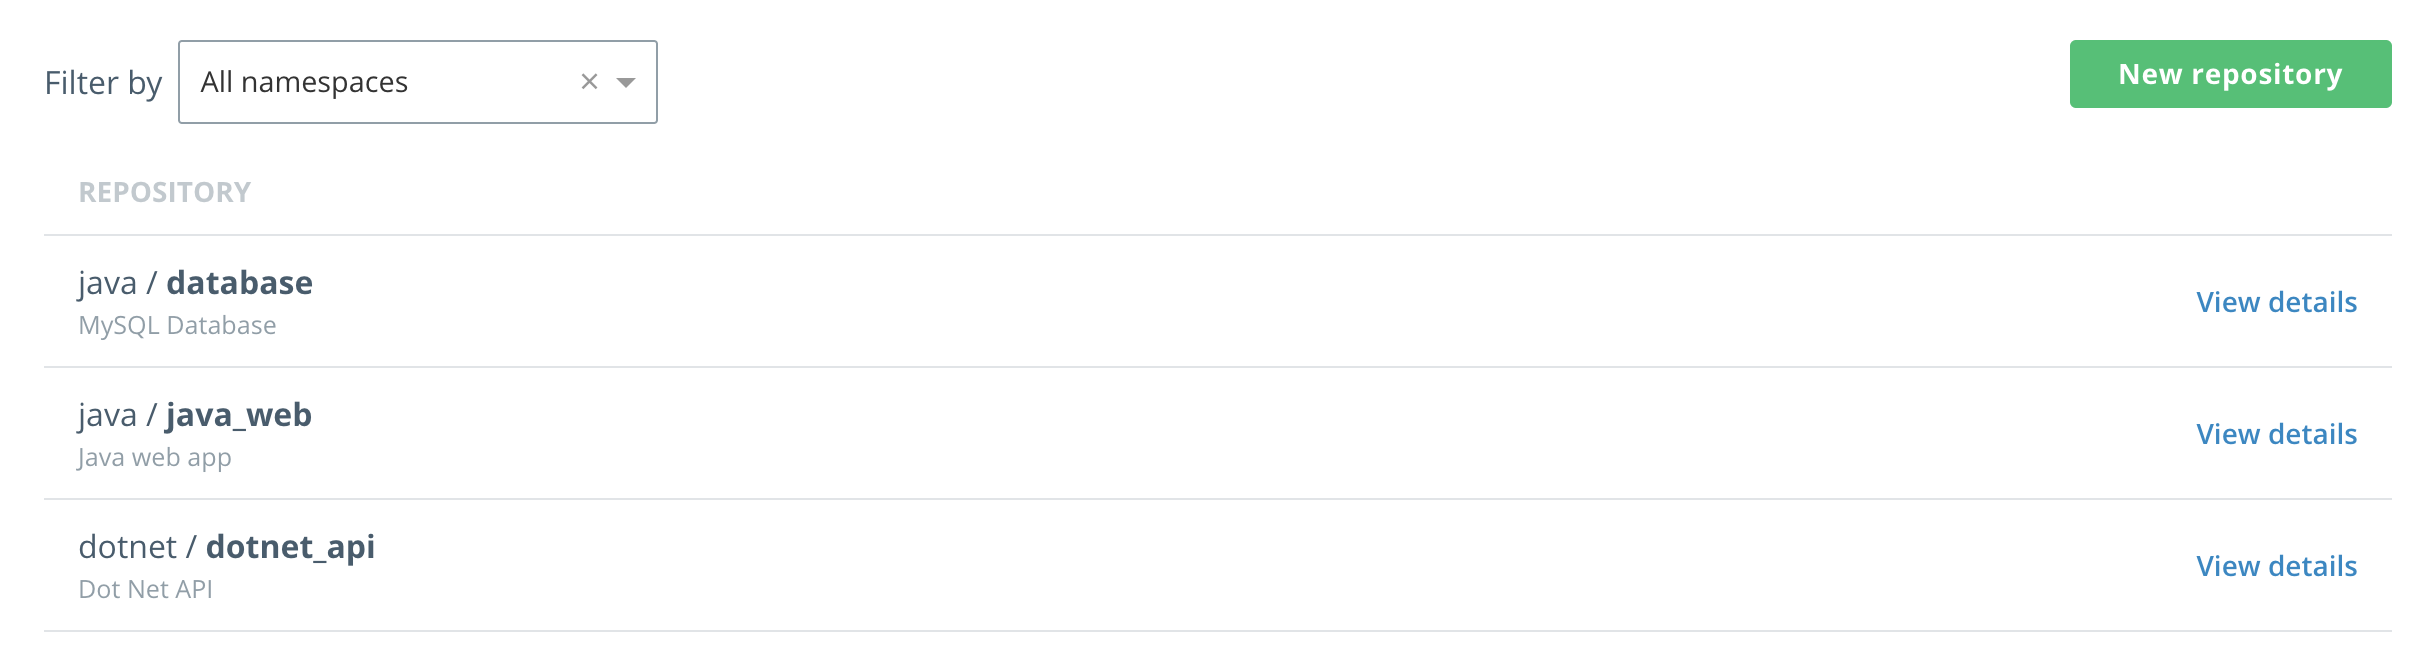 Filter by All namespaces × New repository
REPOSITORY
java / database
MySQL Database
View details
java / java_web
Java web app
View details
dotnet / dotnet_api
Dot Net API
View details